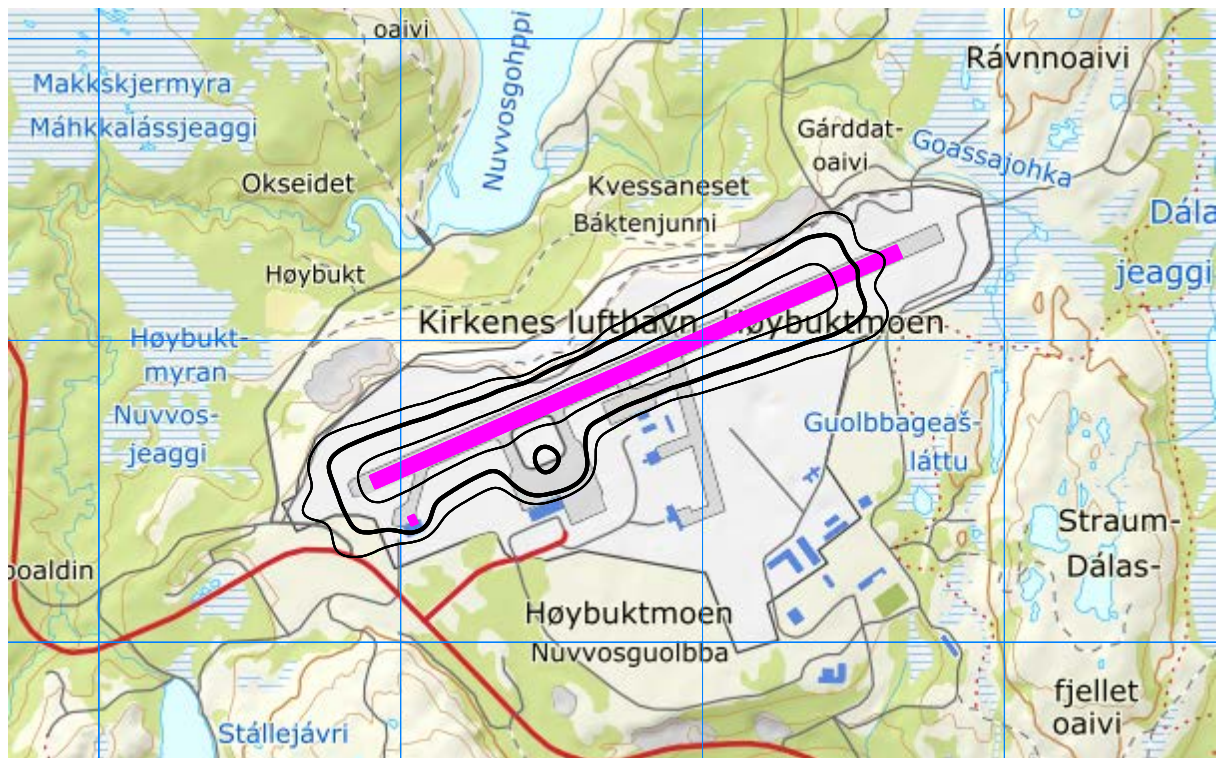 oaivi
Rávnnoaivi
Makkskjermyra
Máhkkalássjeaggi
Nuvvosgohppi
Gárddat-
oaivi
Goassajohka
Okseidet
Kvessaneset
Báktenjunni
Dála
jeaggi
Høybukt
Kirkenes lufthavn, Høybuktmoen
Høybukt-
myran
Nuvvos-
jeaggi
Guolbbageaš-
láttu
Straum-
Dálas-
boaldin
Høybuktmoen
Nuvvosguolbba
fjellet
oaivi
Stállejávri